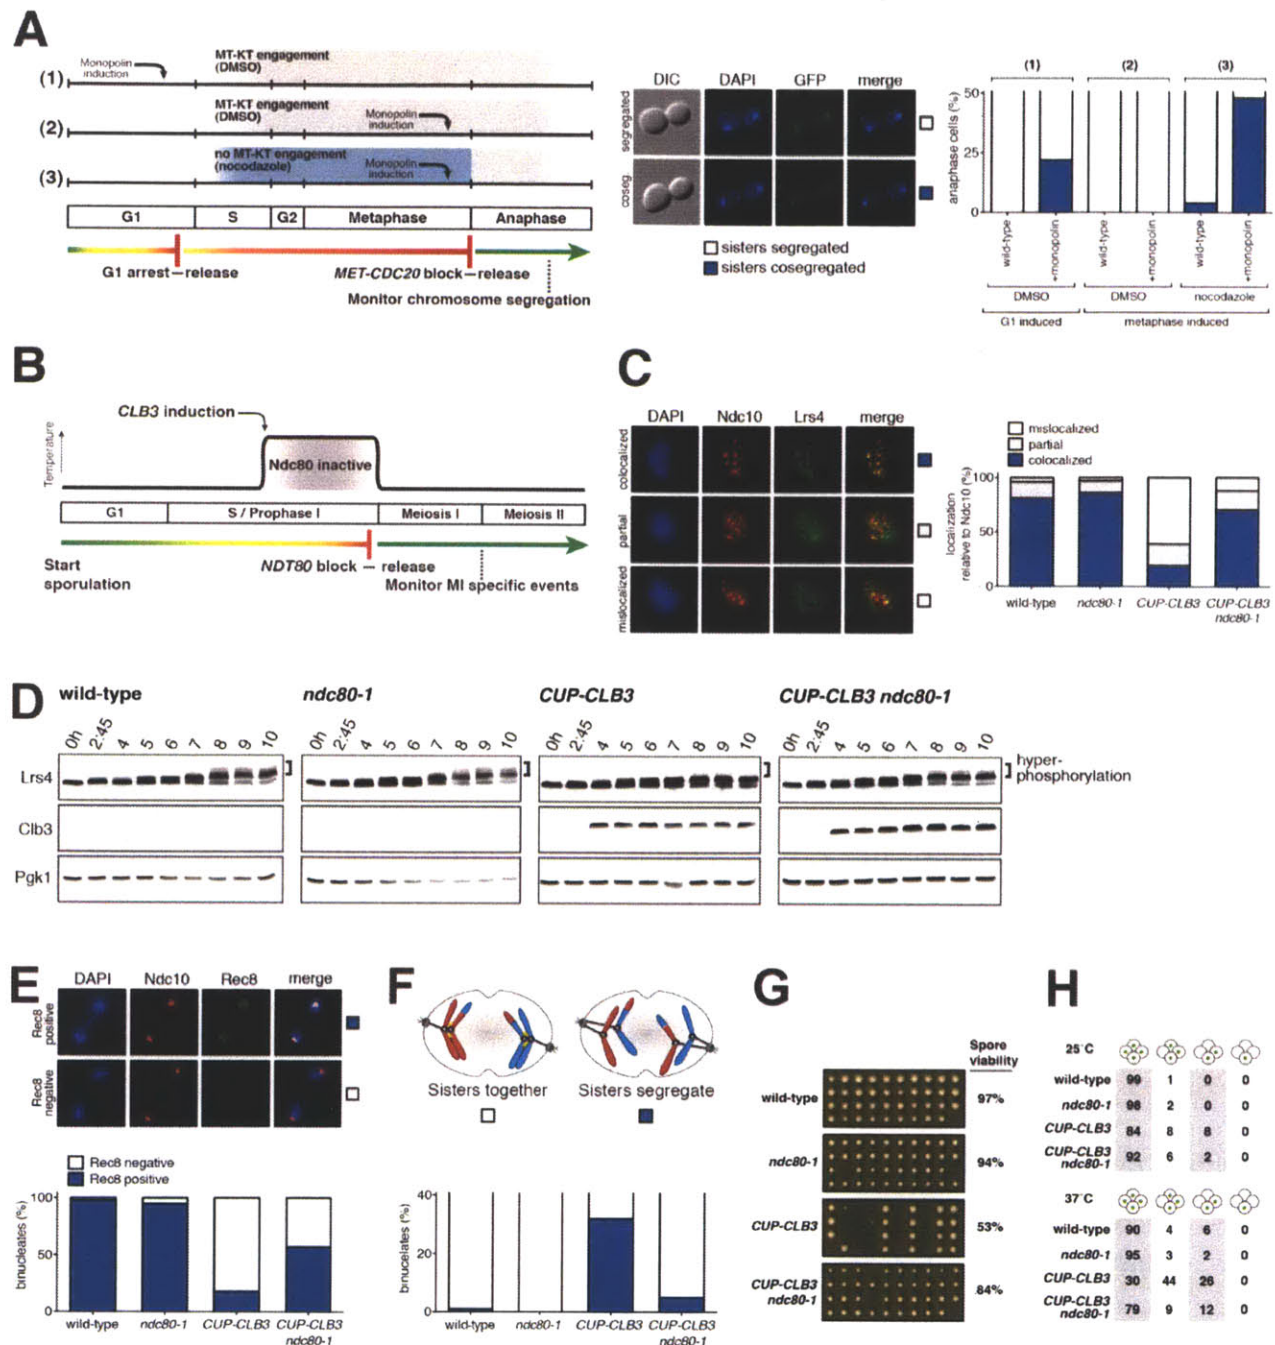 A
Monopolin
induction
MT-KT engagement
(DMSO)
(1)
MT-KT engagement
(DMSO)
Monopolin
induction
(2)
no MT-KT engagement
(nocodazole)
Monopolin
induction
(3)
G1 S G2 Metaphase Anaphase
G1 arrest—release
MET-CDC20 block—release
Monitor chromosome segregation
DIC DAPI GFP merge
segregated
coseg
sisters segregated
sisters cosegregated
(1) (2) (3)
anaphase cells (%)
50
25
0
wild-type +monopolin wild-type +monopolin wild-type +monopolin
DMSO DMSO nocodazole
G1 induced metaphase induced
B
CLB3 induction
Temperature
Ndc80 inactive
G1 S / Prophase I Meiosis I Meiosis II
Start
sporulation
NDT80 block — release
Monitor MI specific events
C
DAPI Ndc10 Lrs4 merge
colocalized
partial
mislocalized
mislocalized
partial
colocalized
localization
relative to Ndc10 (%)
100
50
0
wild-type ndc80-1 CUP-CLB3 CUP-CLB3
ndc80-1
D
wild-type ndc80-1 CUP-CLB3 CUP-CLB3 ndc80-1
0h 2:45 4 5 6 7 8 9 10 0h 2:45 4 5 6 7 8 9 10 0h 2:45 4 5 6 7 8 9 10 0h 2:45 4 5 6 7 8 9 10
Lrs4
hyper-
phosphorylation
Clb3
Pgk1
E
DAPI Ndc10 Rec8 merge
Rec8
positive
Rec8
negative
Rec8 negative
Rec8 positive
binucleates (%)
100
50
0
wild-type ndc80-1 CUP-CLB3 CUP-CLB3
ndc80-1
F
Sisters together Sisters segregate
binucelates (%)
40
20
0
wild-type ndc80-1 CUP-CLB3 CUP-CLB3
ndc80-1
G
Spore
viability
wild-type 97%
ndc80-1 94%
CUP-CLB3 53%
CUP-CLB3
ndc80-1 84%
H
25°C
wild-type 99 1 0 0
ndc80-1 98 2 0 0
CUP-CLB3 84 8 8 0
CUP-CLB3
ndc80-1 92 6 2 0
37°C
wild-type 90 4 6 0
ndc80-1 95 3 2 0
CUP-CLB3 30 44 26 0
CUP-CLB3
ndc80-1 79 9 12 0